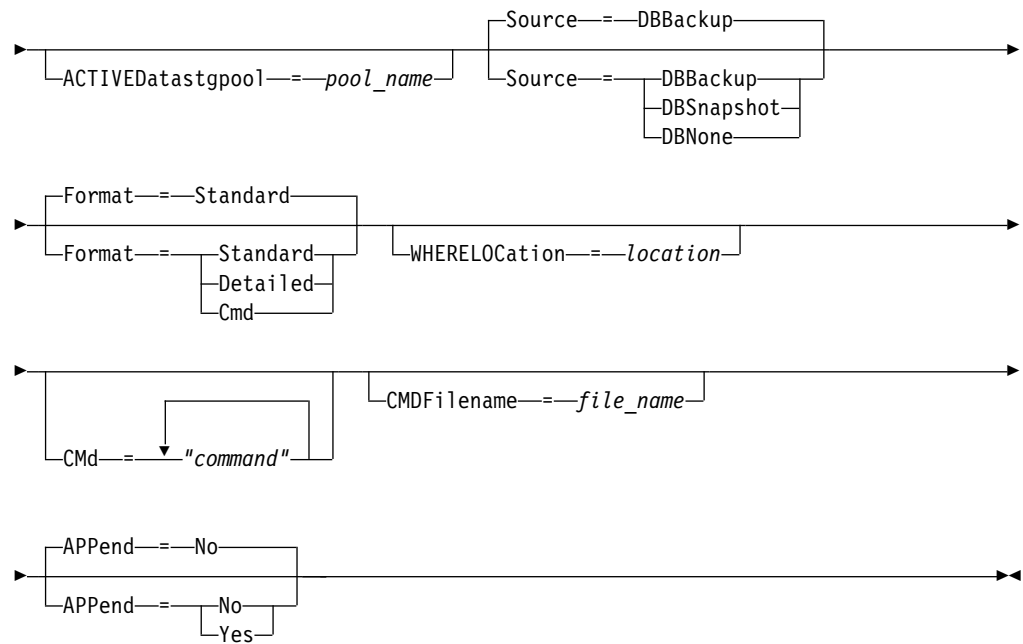 Source = DBBackup
ACTIVEDatastgpool = pool_name
Source = DBBackup
DBSnapshot
DBNone
Format = Standard
Format = Standard
Detailed
Cmd
WHERELOCation = location
CMd = "command"
CMDFilename = file_name
APPend = No
APPend = No
Yes